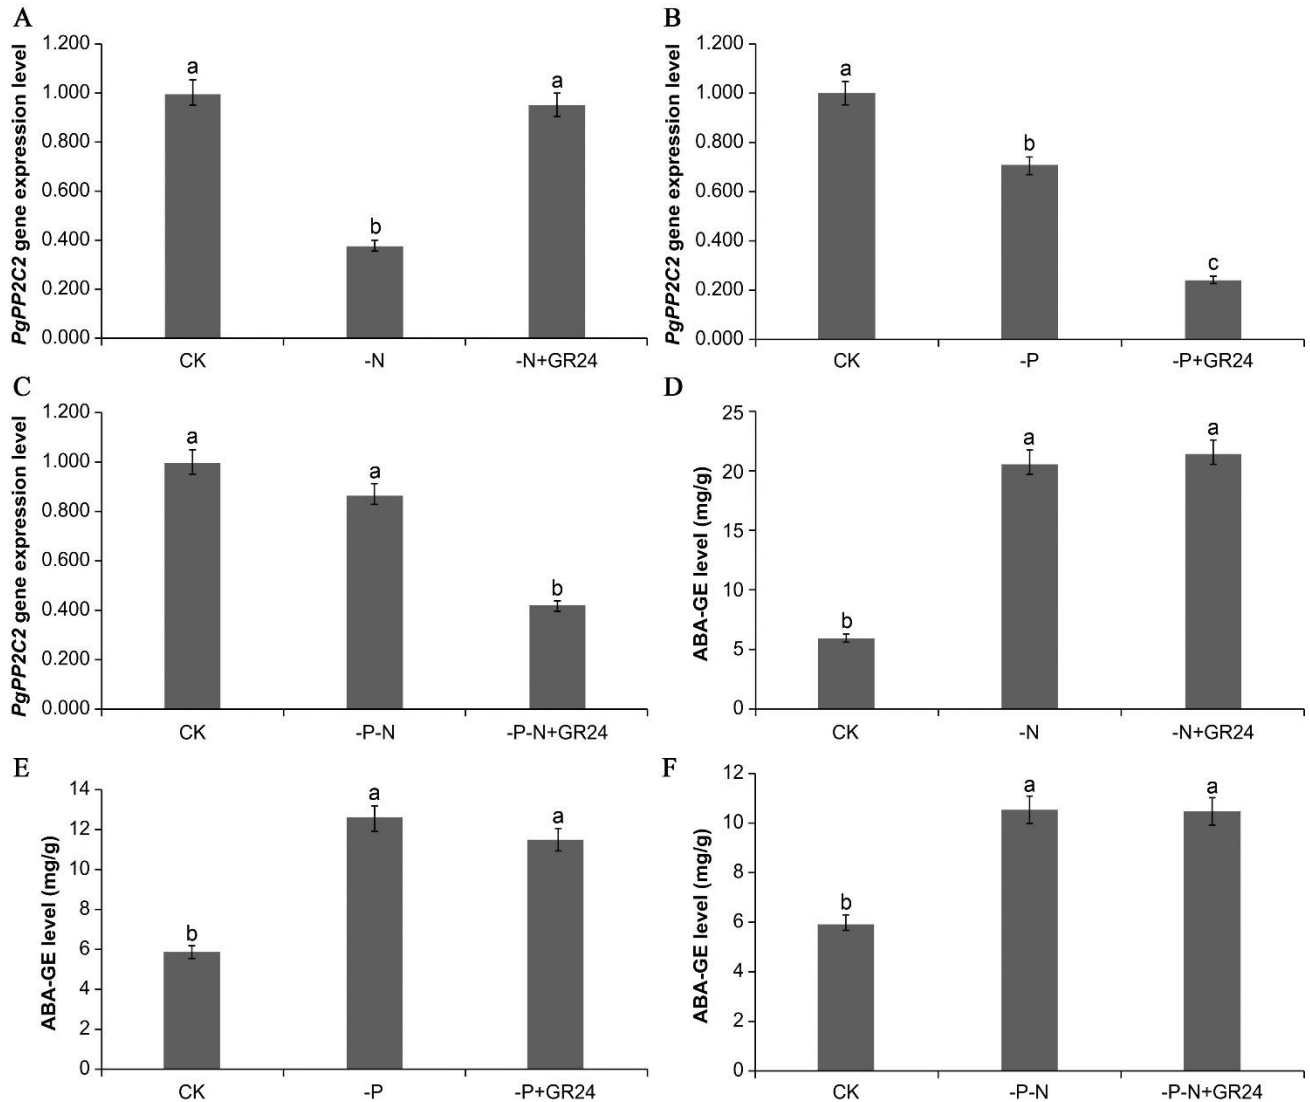 A
PgPP2C2 gene expression level
1.200
1.000
0.800
0.600
0.400
0.200
0.000
a
b
a
CK
-N
-N+GR24
B
PgPP2C2 gene expression level
1.200
1.000
0.800
0.600
0.400
0.200
0.000
a
b
c
CK
-P
-P+GR24
C
PgPP2C2 gene expression level
1.200
1.000
0.800
0.600
0.400
0.200
0.000
a
a
b
CK
-P-N
-P-N+GR24
D
ABA-GE level (mg/g)
25
20
15
10
5
0
b
a
a
CK
-N
-N+GR24
E
ABA-GE level (mg/g)
14
12
10
8
6
4
2
0
b
a
a
CK
-P
-P+GR24
F
ABA-GE level (mg/g)
12
10
8
6
4
2
0
b
a
a
CK
-P-N
-P-N+GR24